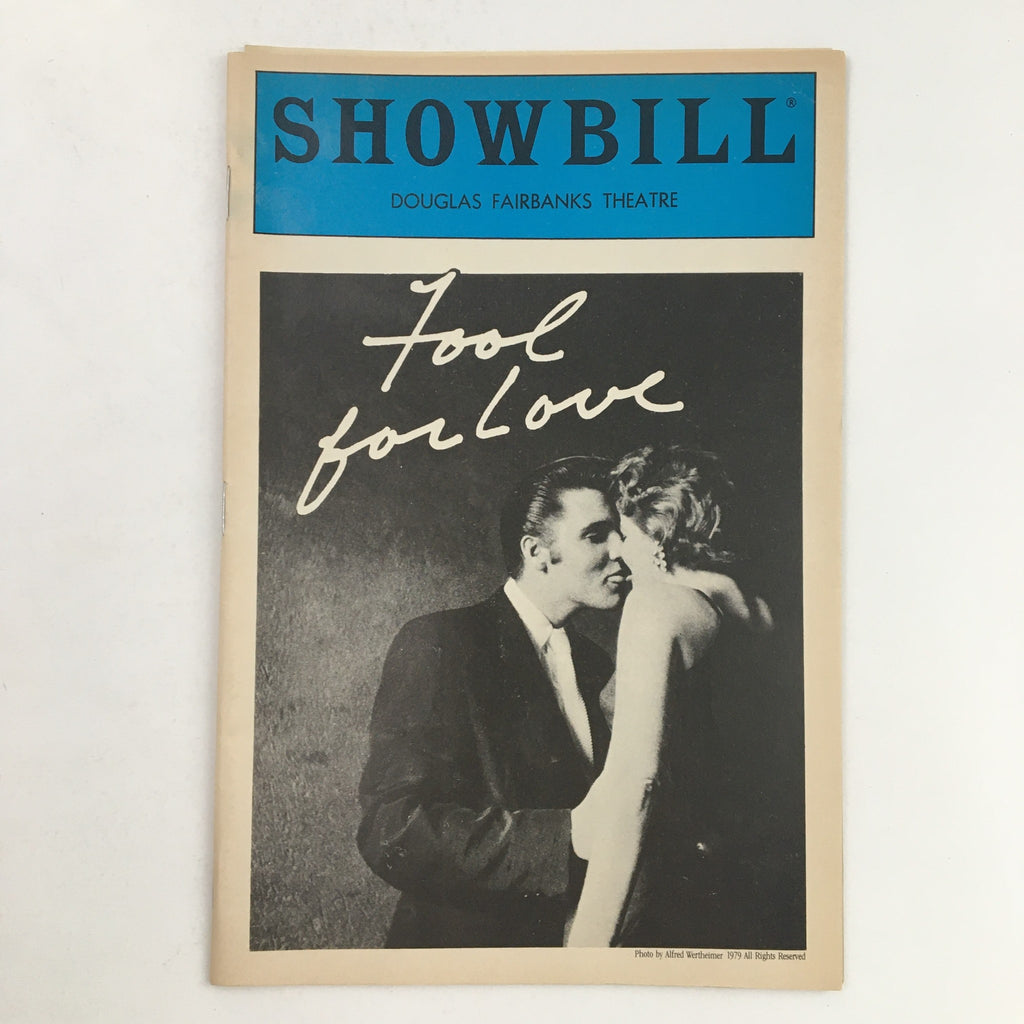 SHOWBILL®
DOUGLAS FAIRBANKS THEATRE
Fool
for Love
Photo by Alfred Wertheimer 1979 All Rights Reserved